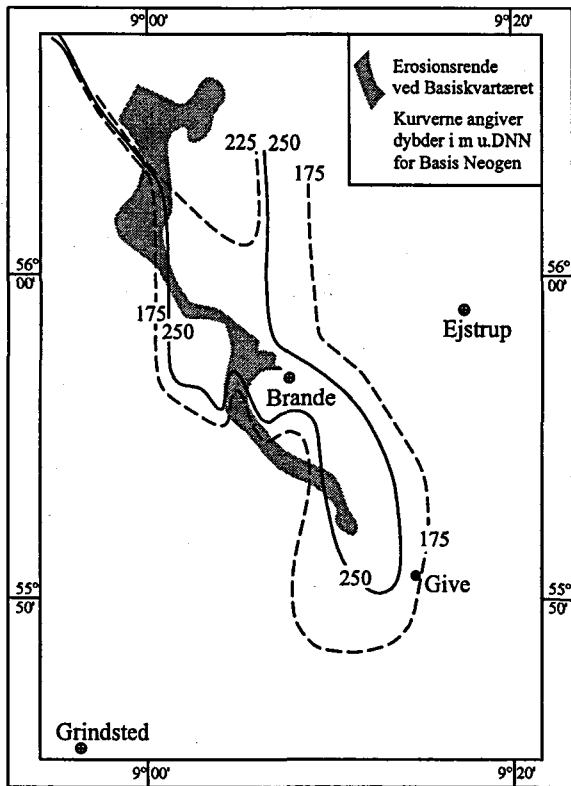 9° 00'
9° 20'
Erosionsrende
ved Basiskvartæret
Kurverne angiver
dybder i m u.DNN
for Basis Neogen
225
250
175
56°
00'
56°
00'
175
250
Ejstrup
Brande
175
250
Give
55°
50'
55°
50'
Grindsted
9° 00'
9° 20'